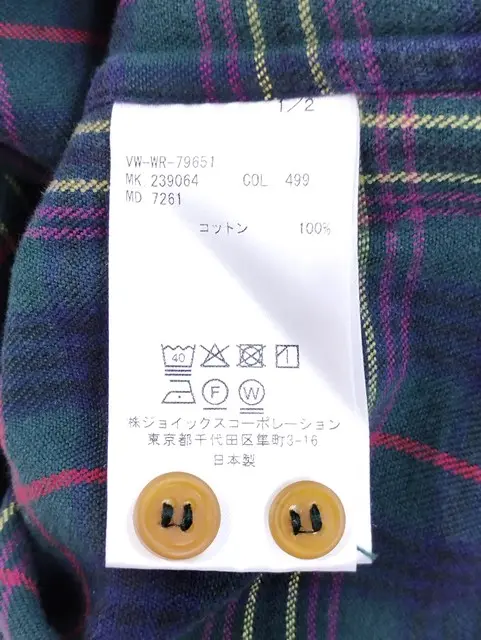 1/2
VW-WR-79651
MK 239064 COL 499
MD 7261
コットン 100%
40
F W
株ジョイックスコーポレーション
東京都千代田区隼町3-16
日本製